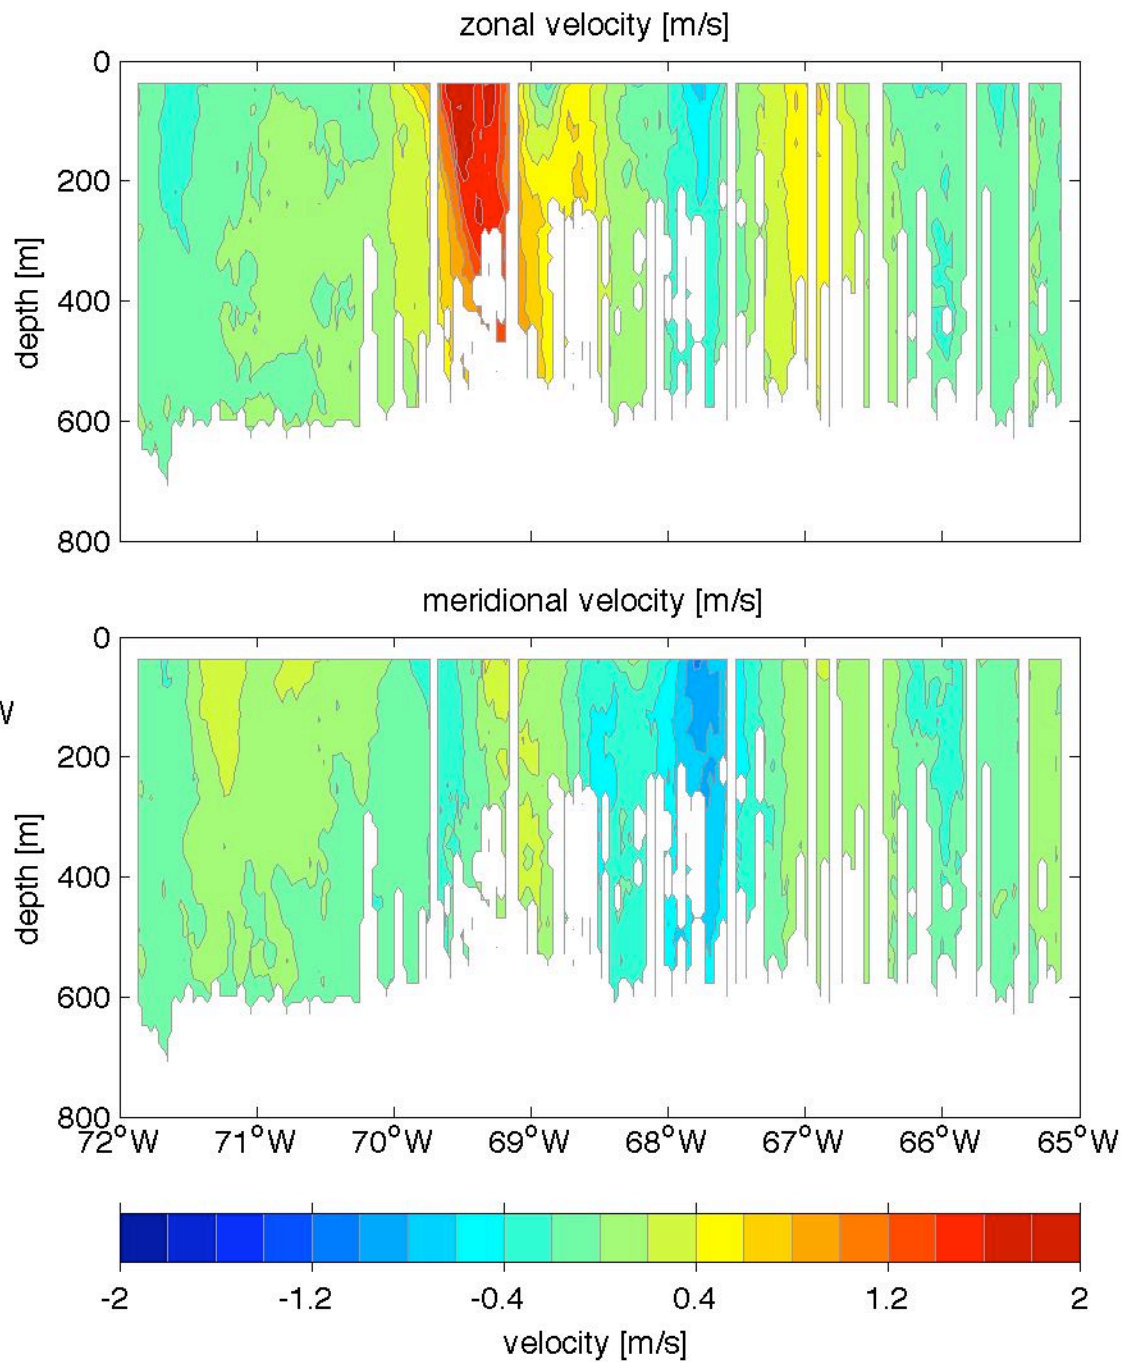 zonal velocity [m/s]
0
200
400
600
800
depth [m]
meridional velocity [m/s]
0
W
200
400
600
800
depth [m]
72°W 71°W 70°W 69°W 68°W 67°W 66°W 65°W
-2 -1.2 -0.4 0.4 1.2 2
velocity [m/s]